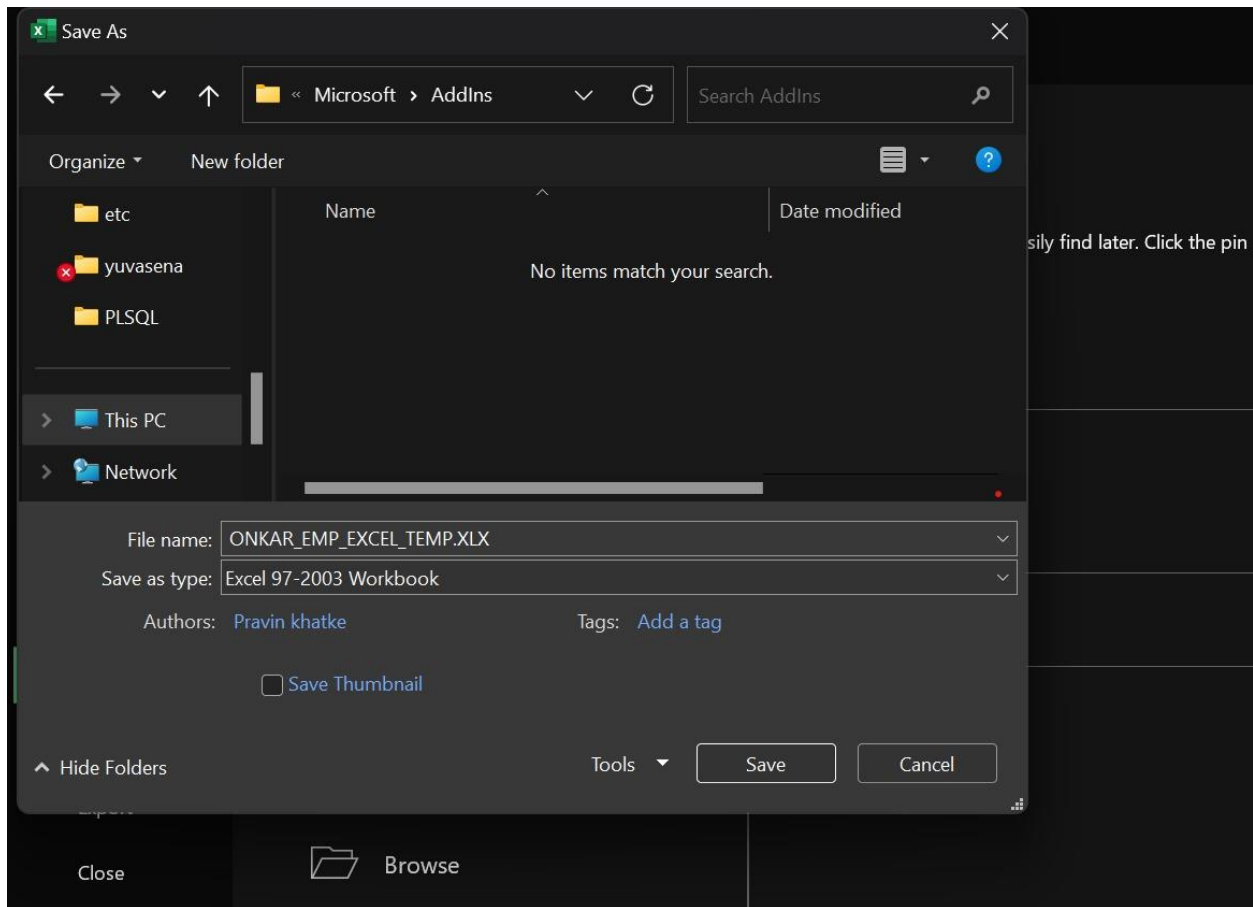 Save As
« Microsoft > AddIns
Search AddIns
Organize
New folder
Name
Date modified
etc
yuvasena
PLSQL
No items match your search.
This PC
Network
sily find later. Click the pin
File name: ONKAR_EMP_EXCEL_TEMP.XLX
Save as type: Excel 97-2003 Workbook
Authors: Pravin khatke
Tags: Add a tag
Save Thumbnail
Hide Folders
Tools
Save
Cancel
Browse
Close